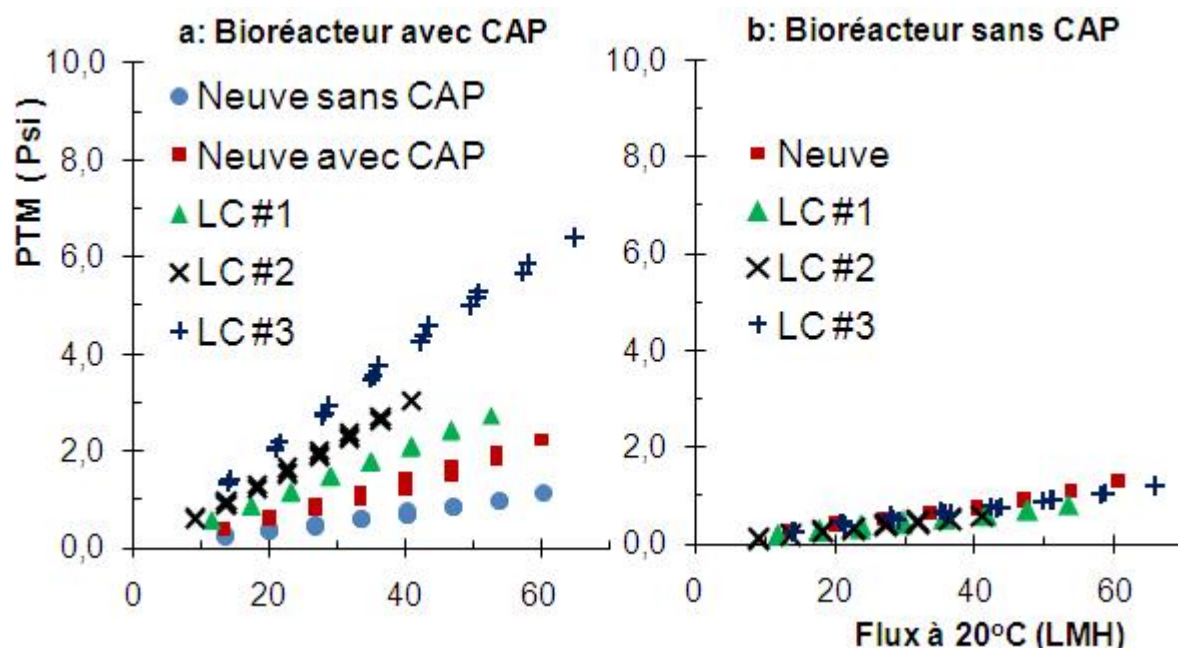 a: Bioréacteur avec CAP
PTM ( Psi )
10,0
8,0
6,0
4,0
2,0
0,0
Neuve sans CAP
Neuve avec CAP
LC #1
LC #2
LC #3
0
20
40
60
b: Bioréacteur sans CAP
10,0
8,0
6,0
4,0
2,0
0,0
Neuve
LC #1
LC #2
LC #3
0
20
40
60
Flux à 20°C (LMH)